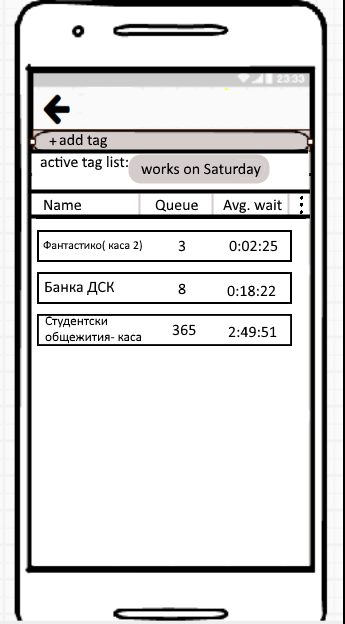 23:33
+ add tag
active tag list: works on Saturday
Name Queue Avg. wait
Фантастико( каса 2) 3 0:02:25
Банка ДСК 8 0:18:22
Студентски
общежития- каса 365 2:49:51